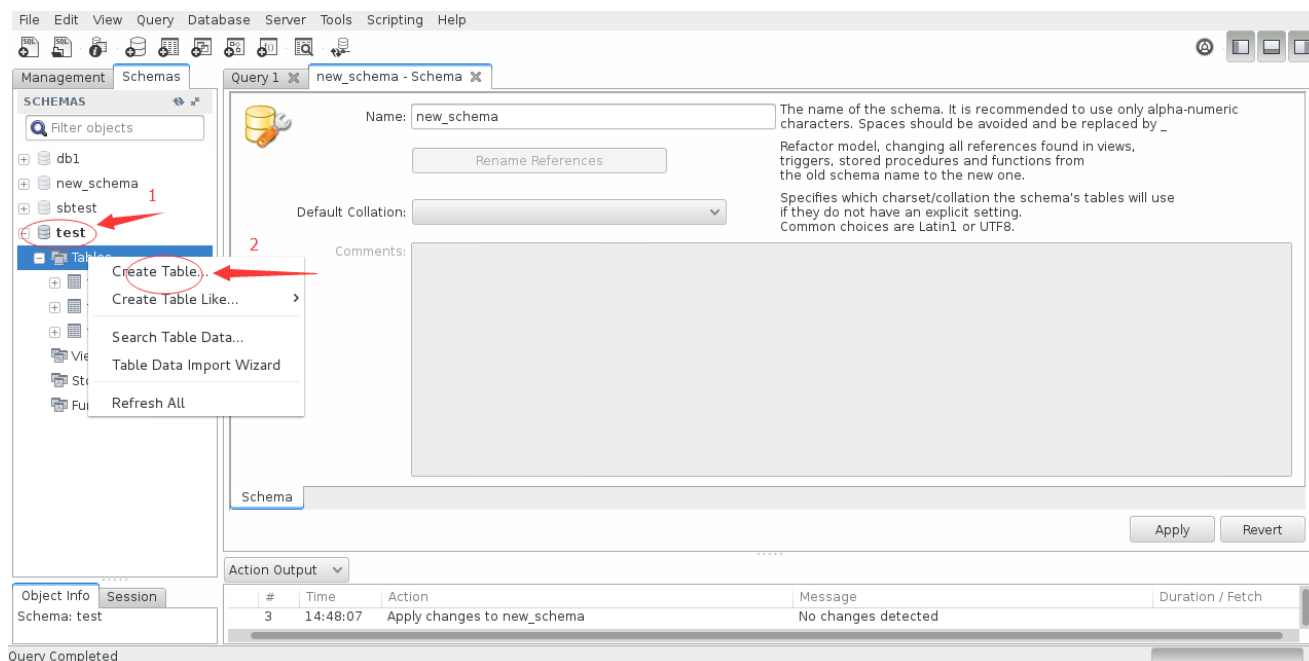 File Edit View Query Database Server Tools Scripting Help
Management Schemas
Query 1 new_schema - Schema
SCHEMAS
Filter objects
db1
new_schema
sbtest
test
Tables
Vie
Sto
Fu
1
2
Create Table...
Create Table Like...
Search Table Data...
Table Data Import Wizard
Refresh All
Name: new_schema
Rename References
Default Collation:
Comments:
The name of the schema. It is recommended to use only alpha-numeric
characters. Spaces should be avoided and be replaced by _
Refactor model, changing all references found in views,
triggers, stored procedures and functions from
the old schema name to the new one.
Specifies which charset/collation the schema's tables will use
if they do not have an explicit setting.
Common choices are Latin1 or UTF8.
Schema
Apply Revert
Action Output
Object Info Session
Schema: test
# Time Action Message Duration / Fetch
3 14:48:07 Apply changes to new_schema No changes detected
Query Completed